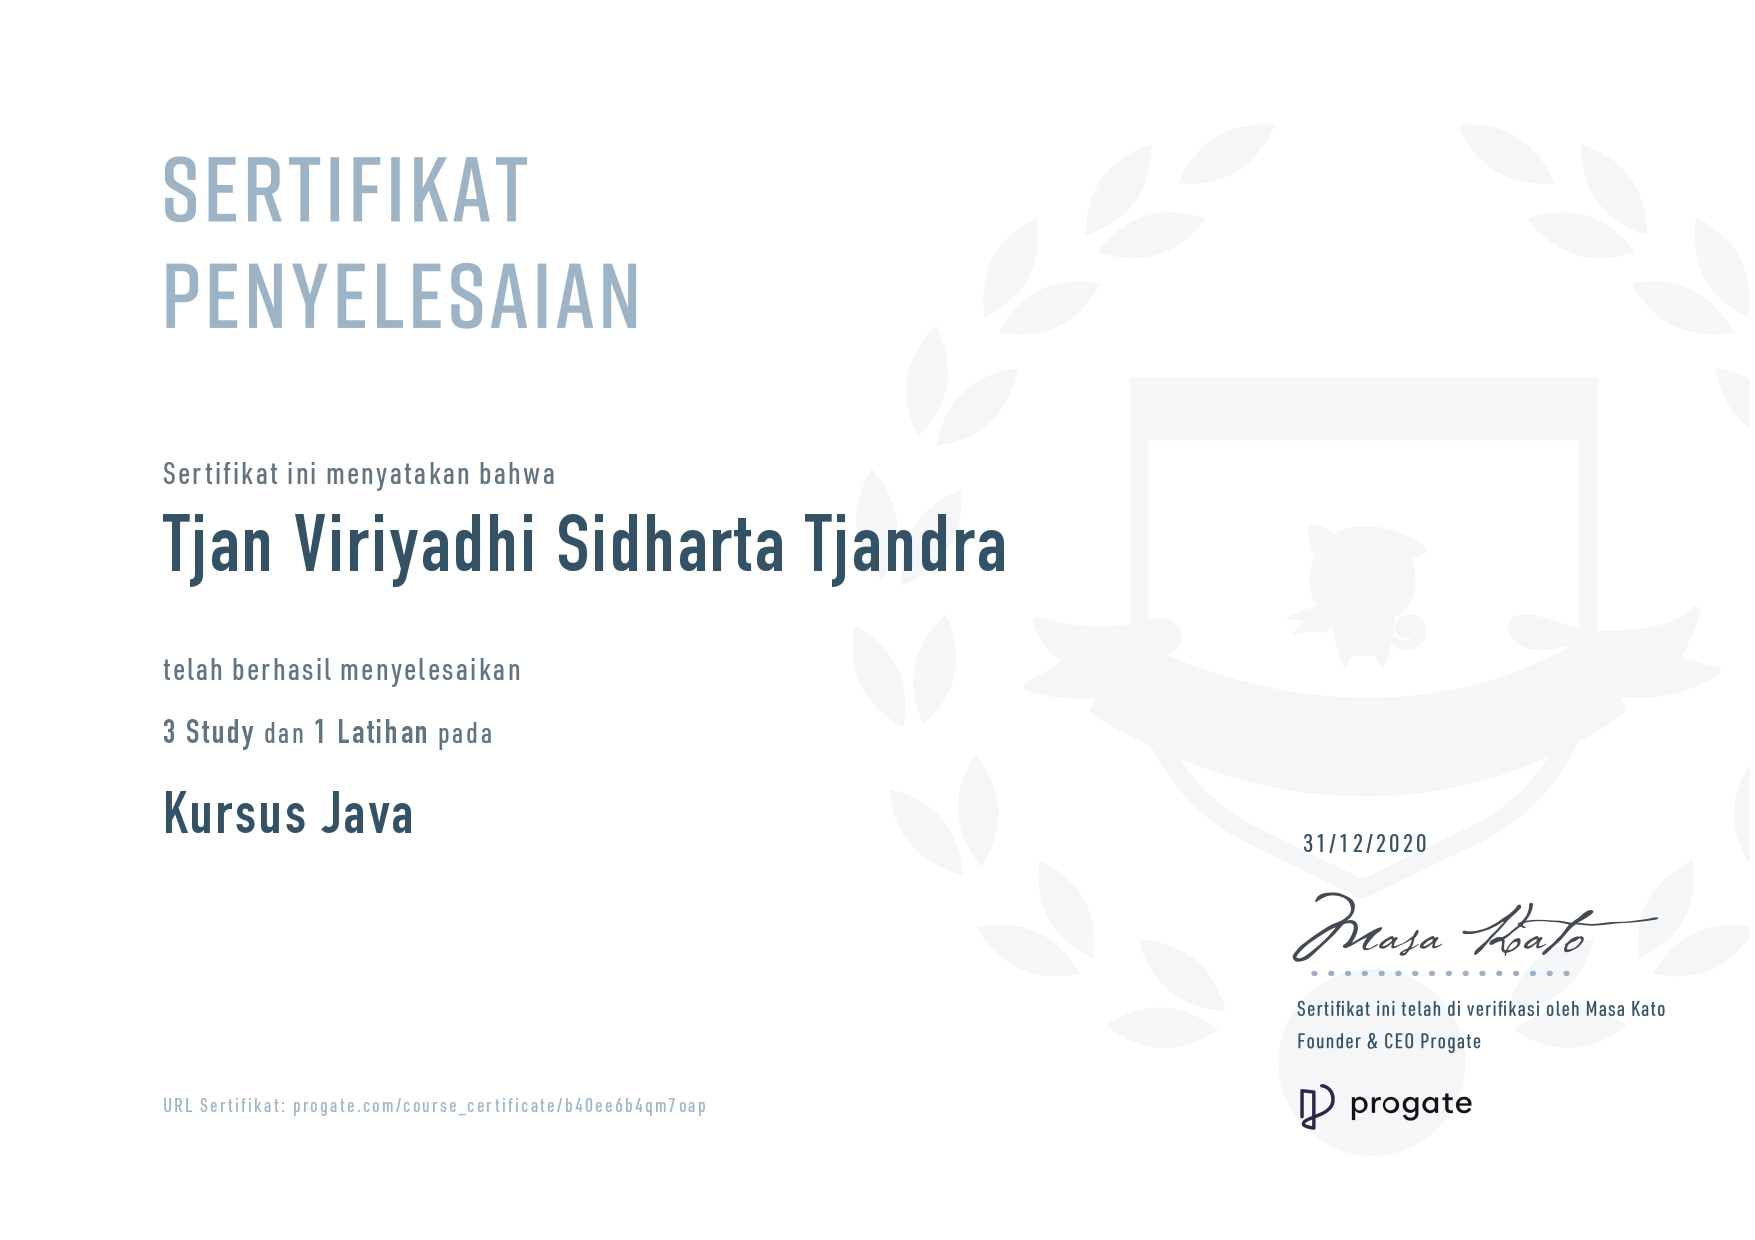 SERTIFIKAT
PENYELESAIAN
Sertifikat ini menyatakan bahwa
Tjan Viriyadhi Sidharta Tjandra
telah berhasil menyelesaikan
3 Study dan 1 Latihan pada
Kursus Java
31/12/2020
Masa Kato
Sertifikat ini telah di verifikasi oleh Masa Kato
Founder & CEO Progate
URL Sertifikat: progate.com/course_certificate/b40ee6b4qm7oap
progate